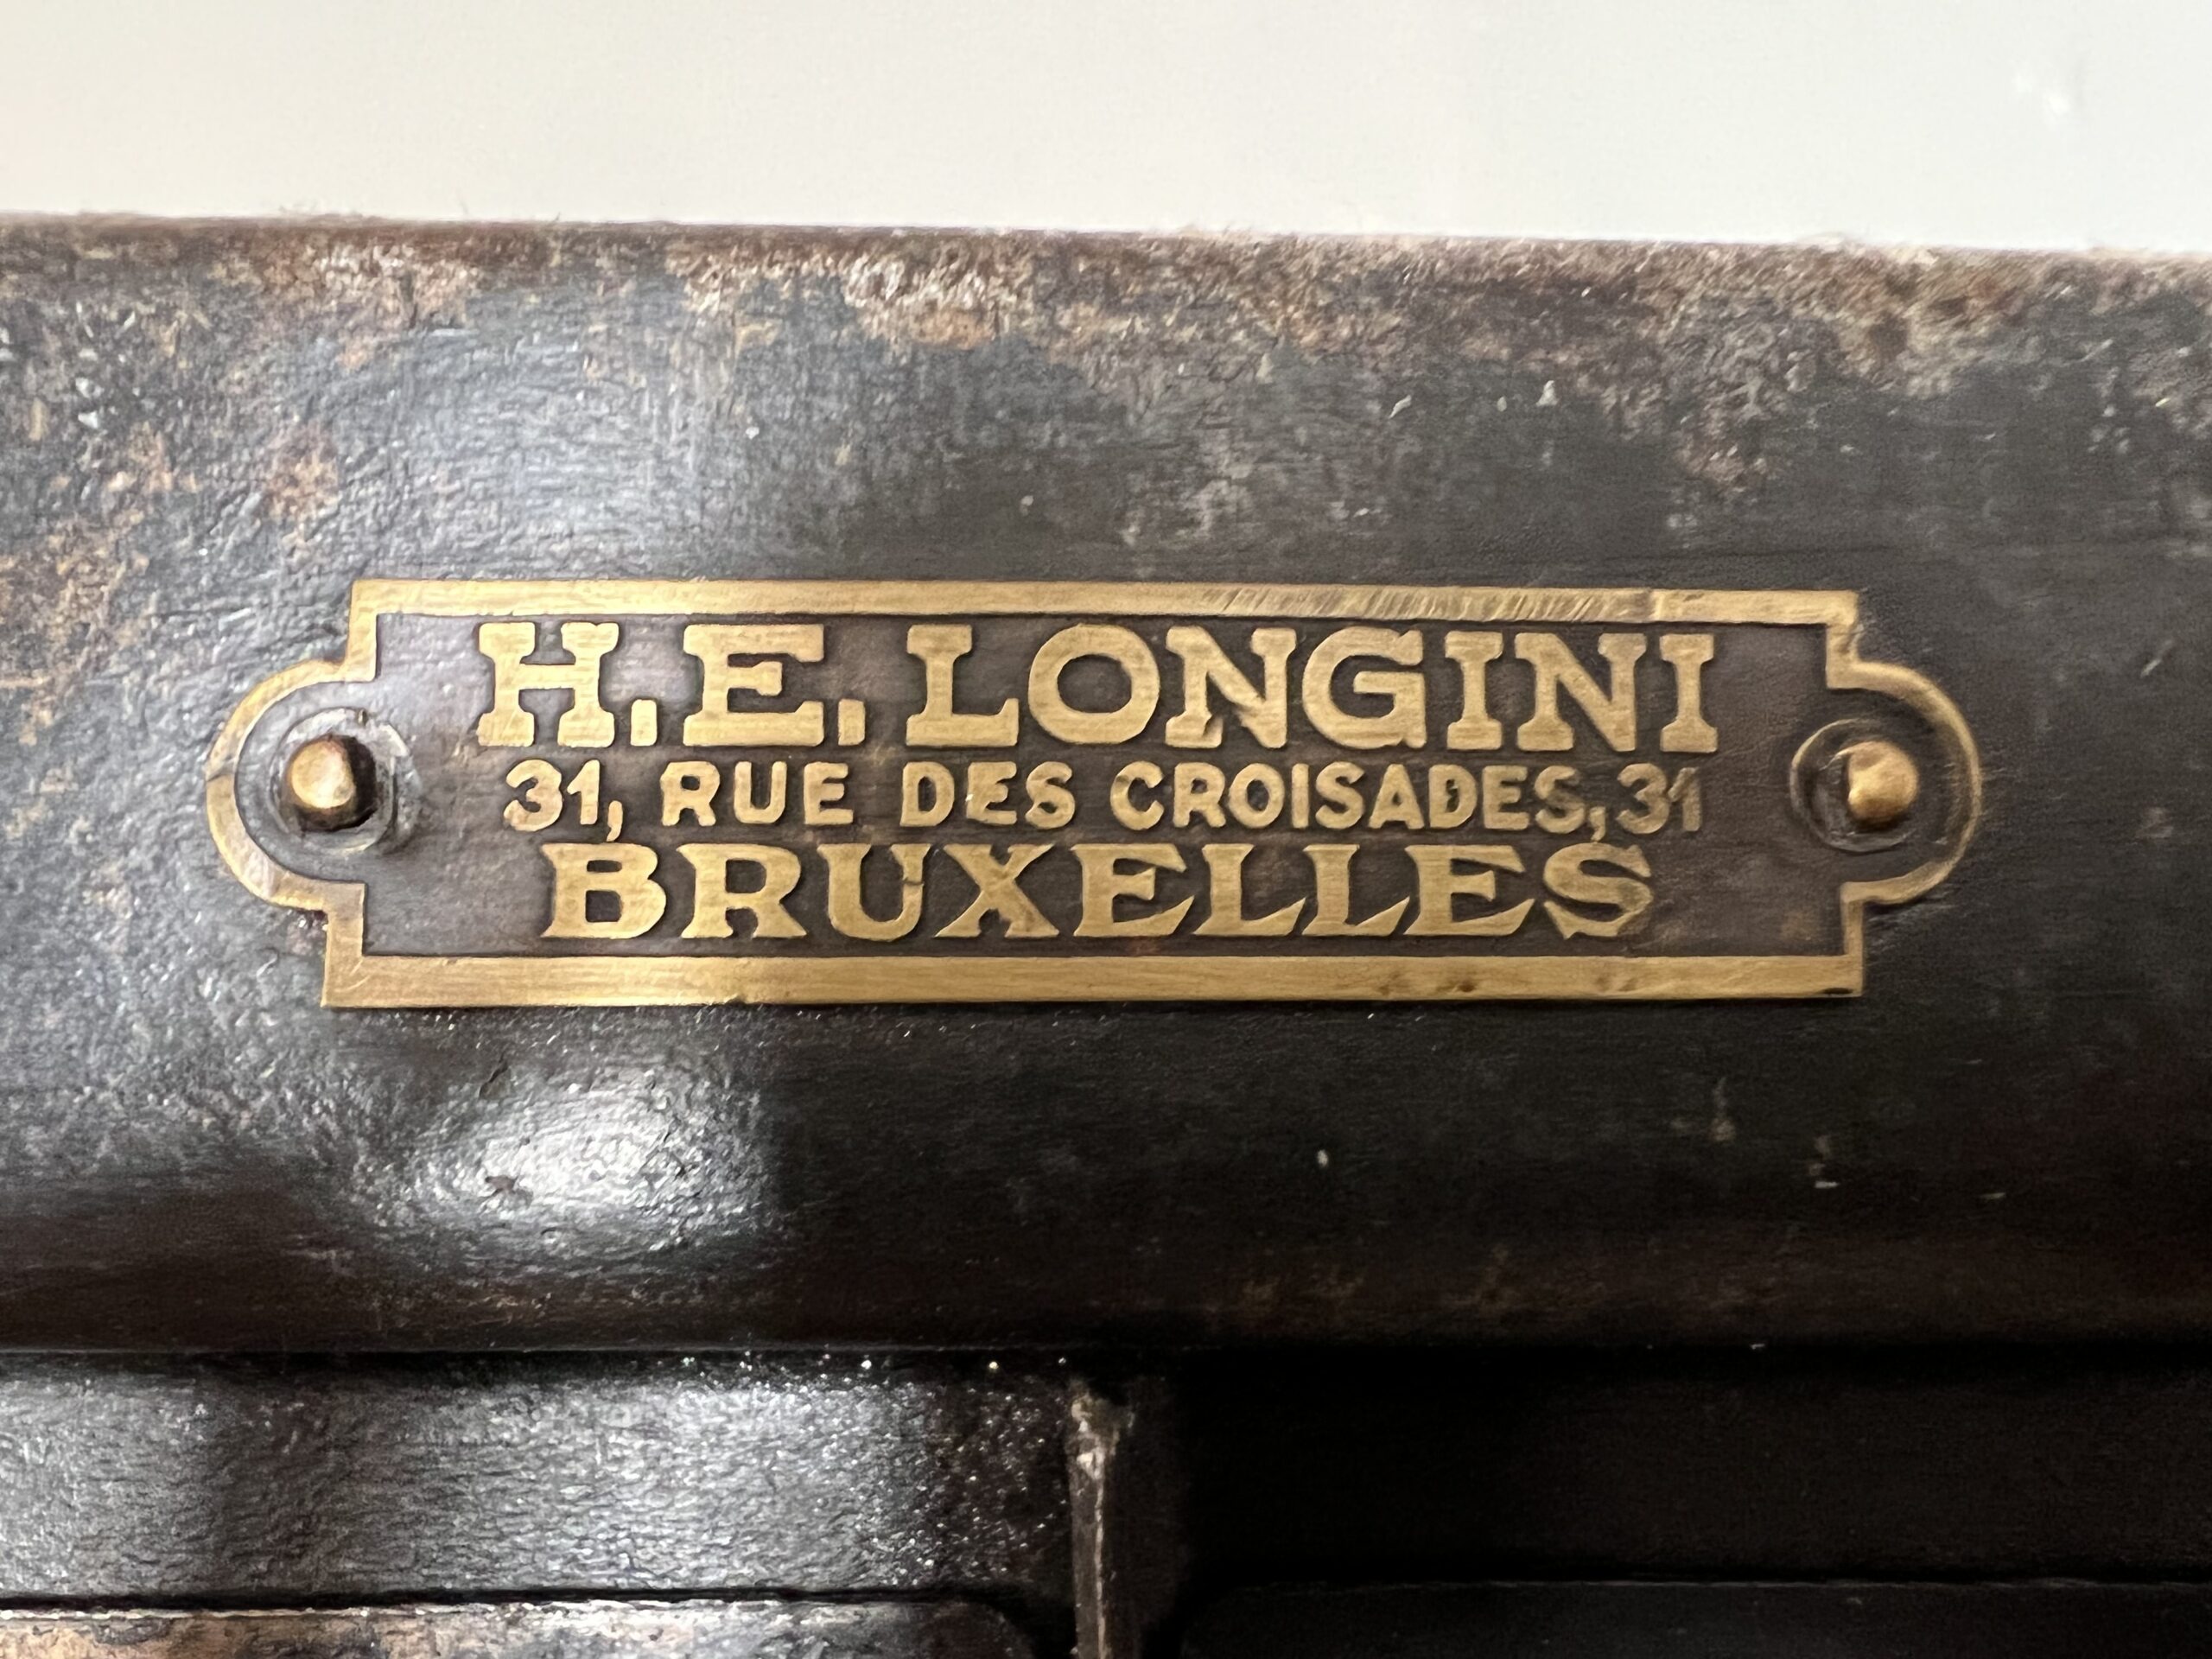 H.E. LONGINI
31, RUE DES CROISADES, 31
BRUXELLES